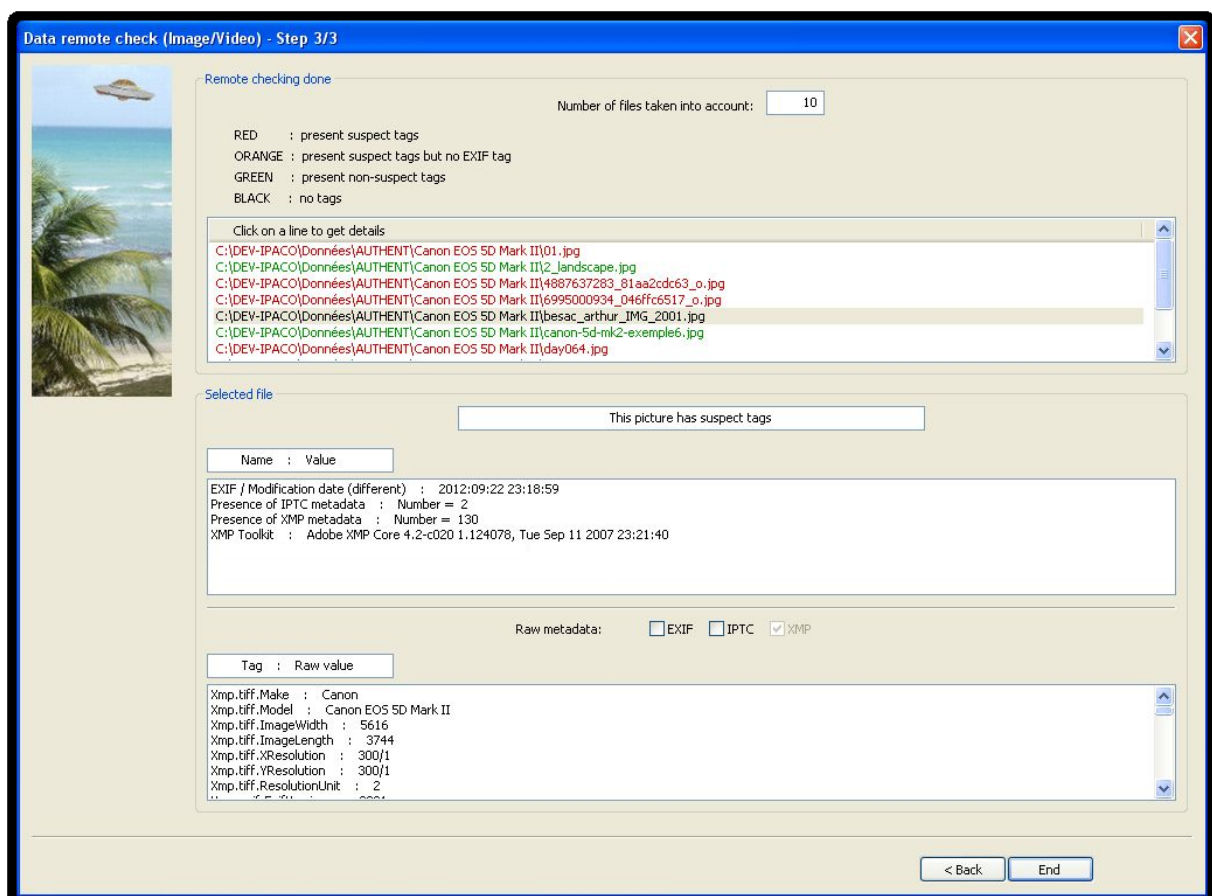 Data remote check (Image/Video) - Step 3/3
Remote checking done
Number of files taken into account: 10
RED : present suspect tags
ORANGE : present suspect tags but no EXIF tag
GREEN : present non-suspect tags
BLACK : no tags
Click on a line to get details
C:\DEV-IPACO\Données\AUTHENT\Canon EOS 5D Mark II\01.jpg
C:\DEV-IPACO\Données\AUTHENT\Canon EOS 5D Mark II\2_landscape.jpg
C:\DEV-IPACO\Données\AUTHENT\Canon EOS 5D Mark II\4887637283_81aa2cdc63_o.jpg
C:\DEV-IPACO\Données\AUTHENT\Canon EOS 5D Mark II\6995000934_046ffc6517_o.jpg
C:\DEV-IPACO\Données\AUTHENT\Canon EOS 5D Mark II\besac_arthur_IMG_2001.jpg
C:\DEV-IPACO\Données\AUTHENT\Canon EOS 5D Mark II\canon-5d-mk2-exemple6.jpg
C:\DEV-IPACO\Données\AUTHENT\Canon EOS 5D Mark II\day064.jpg
Selected file
This picture has suspect tags
Name : Value
EXIF / Modification date (different) : 2012:09:22 23:18:59
Presence of IPTC metadata : Number = 2
Presence of XMP metadata : Number = 130
XMP Toolkit : Adobe XMP Core 4.2-c020 1.124078, Tue Sep 11 2007 23:21:40
Raw metadata: EXIF IPTC XMP
Tag : Raw value
Xmp.tiff.Make : Canon
Xmp.tiff.Model : Canon EOS 5D Mark II
Xmp.tiff.ImageWidth : 5616
Xmp.tiff.ImageLength : 3744
Xmp.tiff.XResolution : 300/1
Xmp.tiff.YResolution : 300/1
Xmp.tiff.ResolutionUnit : 2
< Back End